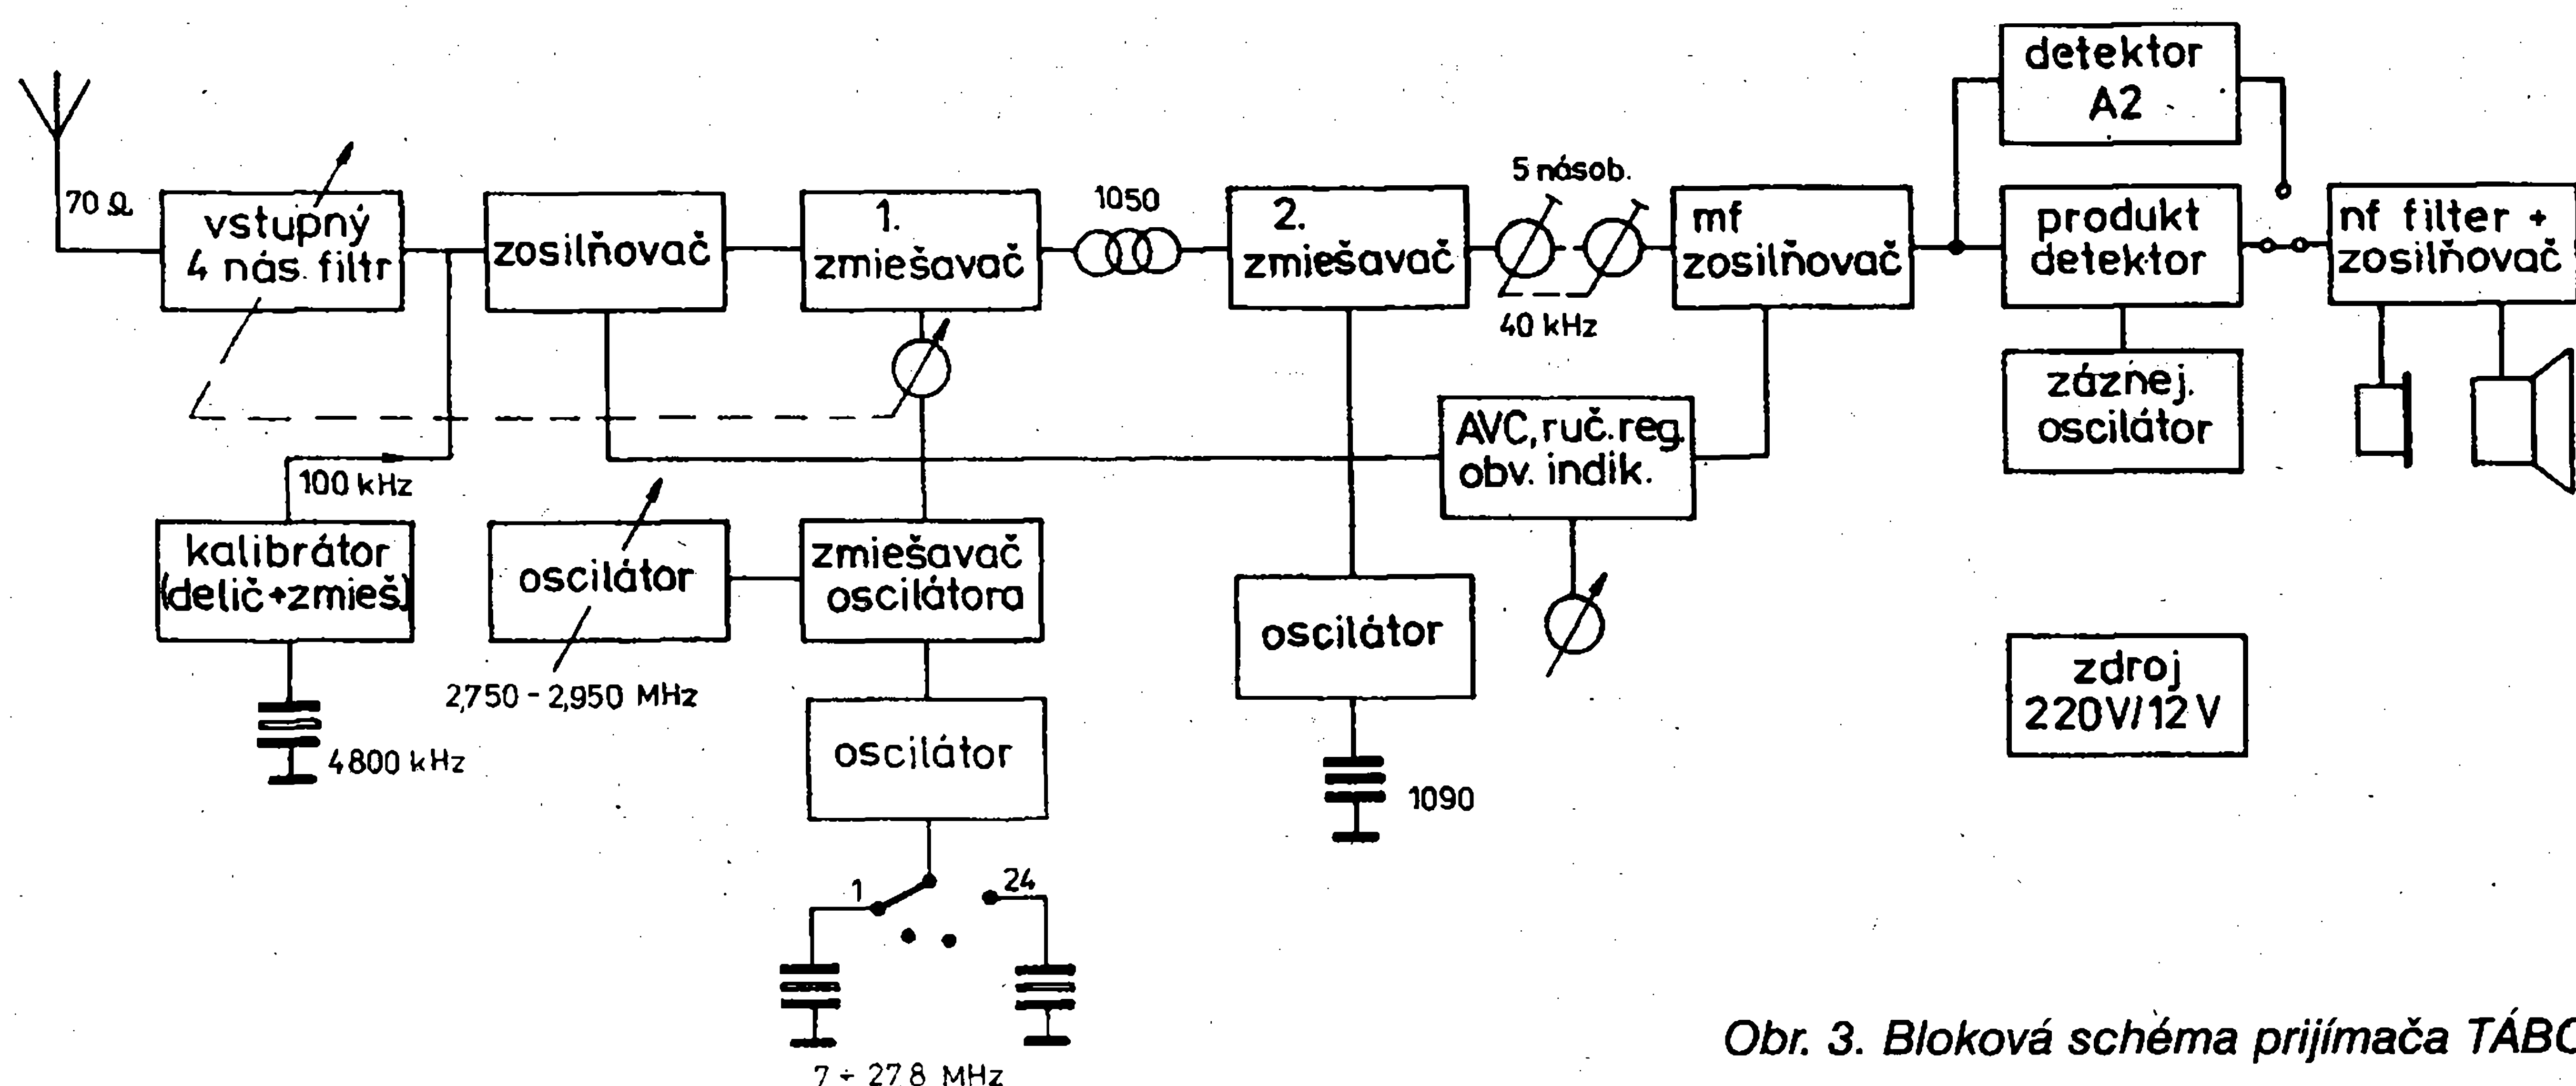 detektor
A2
70 Ω
vstupný
4 nás. filtr
zosilňovač
1.
zmiešavač
1050
2.
zmiešavač
5 násob.
40 kHz
mf
zosilňovač
produkt
detektor
nf filter +
zosilňovač
záznej.
oscilátor
AVC, ruč. reg.
obv. indik.
100 kHz
kalibrátor
(delič+zmieš.)
4800 kHz
oscilátor
2,750 - 2,950 MHz
zmiešavač
oscilátora
oscilátor
1
24
7 ÷ 27,8 MHz
oscilátor
1090
zdroj
220V/12V
Obr. 3. Bloková schéma prijímača